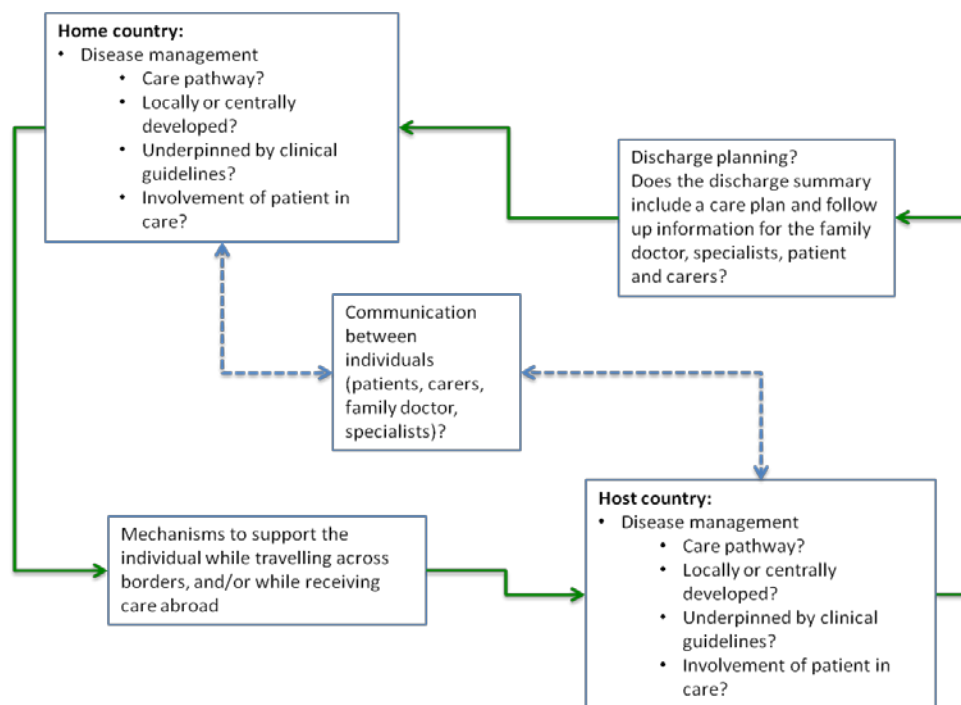 Home country:
• Disease management
• Care pathway?
• Locally or centrally
developed?
• Underpinned by clinical
guidelines?
• Involvement of patient in
care?
Discharge planning?
Does the discharge summary
include a care plan and follow
up information for the family
doctor, specialists, patient
and carers?
Communication
between
individuals
(patients, carers,
family doctor,
specialists)?
Mechanisms to support the
individual while travelling across
borders, and/or while receiving
care abroad
Host country:
• Disease management
• Care pathway?
• Locally or centrally
developed?
• Underpinned by clinical
guidelines?
• Involvement of patient in
care?